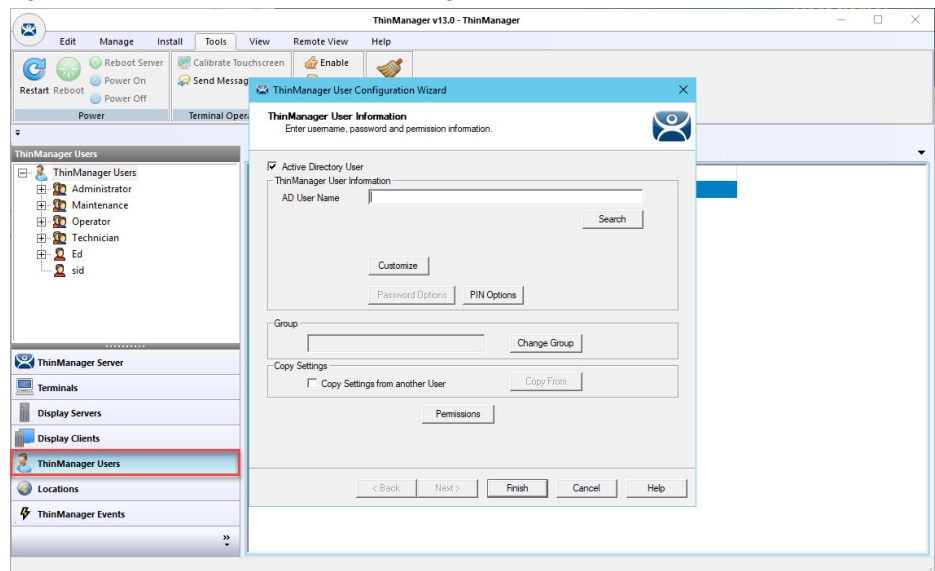 ThinManager v13.0 - ThinManager
Edit Manage Install Tools View Remote View Help
Restart
Reboot
Reboot Server
Power On
Power Off
Power
Calibrate Touchscreen
Send Messag
Terminal Oper
Enable
ThinManager User Configuration Wizard
ThinManager User Information
Enter username, password and permission information.
ThinManager Users
ThinManager Users
Administrator
Maintenance
Operator
Technician
Ed
sid
Active Directory User
ThinManager User Information
AD User Name
Search
Customize
Password Options
PIN Options
Group
Change Group
Copy Settings
Copy Settings from another User
Copy From
Permissions
< Back
Next >
Finish
Cancel
Help
ThinManager Server
Terminals
Display Servers
Display Clients
ThinManager Users
Locations
ThinManager Events